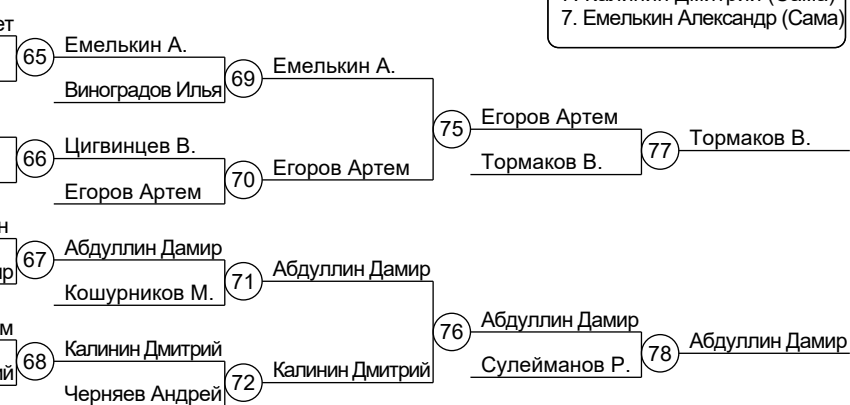 7. Емелькин Александр (Сама)
65
Емелькин А.
Виноградов Илья
69
Емелькин А.
66
Цигвинцев В.
Егоров Артем
70
Егоров Артем
75
Егоров Артем
Тормаков В.
77
Тормаков В.
67
Абдуллин Дамир
Кошурников М.
71
Абдуллин Дамир
68
Калинин Дмитрий
Черняев Андрей
72
Калинин Дмитрий
76
Абдуллин Дамир
Сулейманов Р.
78
Абдуллин Дамир